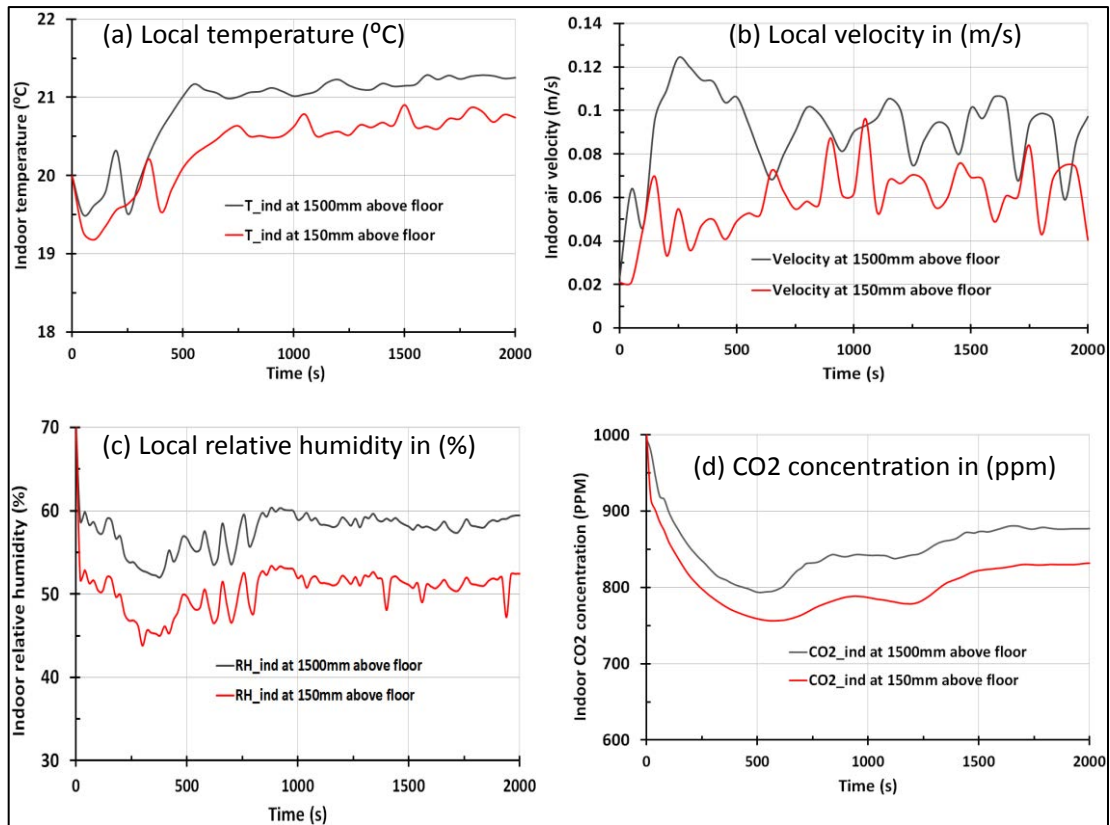 (a) Local temperature (⁰C)
Indoor temperature (⁰C)
22
21
20
19
18
T_ind at 1500mm above floor
T_ind at 150mm above floor
0
500
1000
1500
2000
Time (s)
(b) Local velocity in (m/s)
Indoor air velocity (m/s)
0.14
0.12
0.1
0.08
0.06
0.04
0.02
0
Velocity at 1500mm above floor
Velocity at 150mm above floor
0
500
1000
1500
2000
Time (s)
(c) Local relative humidity in (%)
Indoor relative humidity (%)
70
60
50
40
30
RH_ind at 1500mm above floor
RH_ind at 150mm above floor
0
500
1000
1500
2000
Time (s)
(d) CO2 concentration in (ppm)
Indoor CO2 concentration (PPM)
1000
900
800
700
600
CO2_ind at 1500mm above floor
CO2_ind at 150mm above floor
0
500
1000
1500
2000
Time (s)